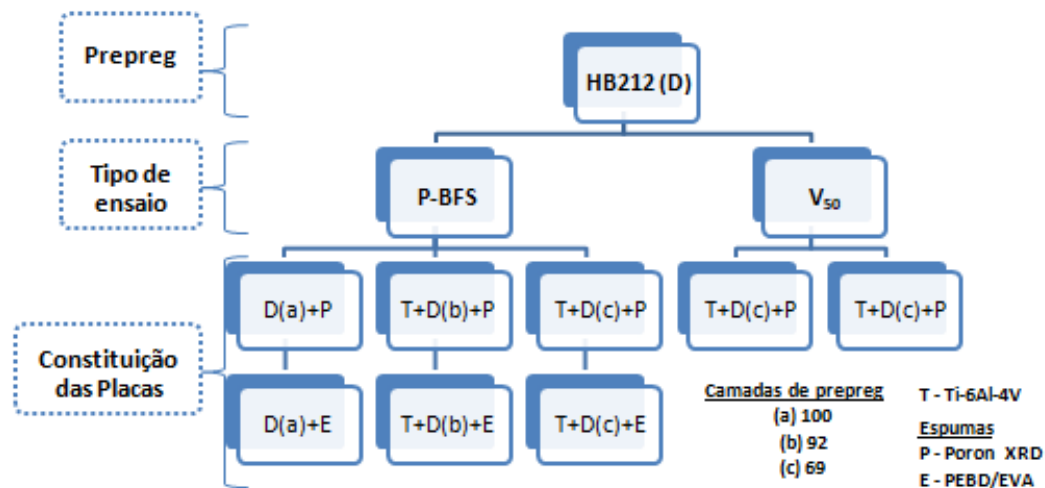 Prepreg
HB212 (D)
Tipo de
ensaio
P-BFS
V₅₀
Constituição
das Placas
D(a)+P
T+D(b)+P
T+D(c)+P
T+D(c)+P
T+D(c)+P
D(a)+E
T+D(b)+E
T+D(c)+E
Camadas de prepreg
(a) 100
(b) 92
(c) 69
T - Ti-6Al-4V
Espumas
P - Poron XRD
E - PEBD/EVA